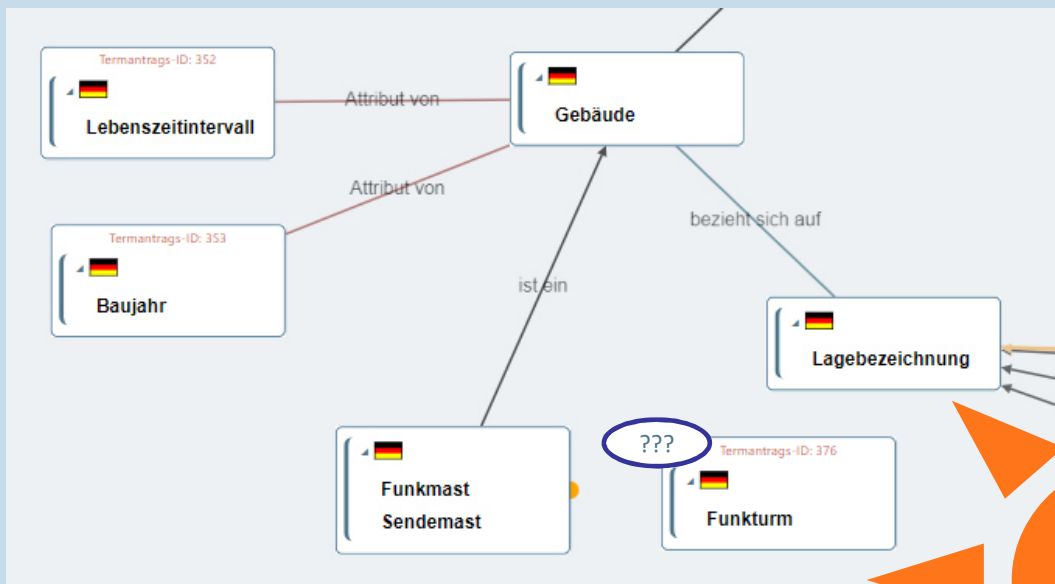 Termantrags-ID: 352
Lebenszeitintervall
Attribut von
Gebäude
Attribut von
bezieht sich auf
Termantrags-ID: 353
Baujahr
ist ein
Lagebezeichnung
Funkmast
Sendemast
???
Termantrags-ID: 376
Funkturm